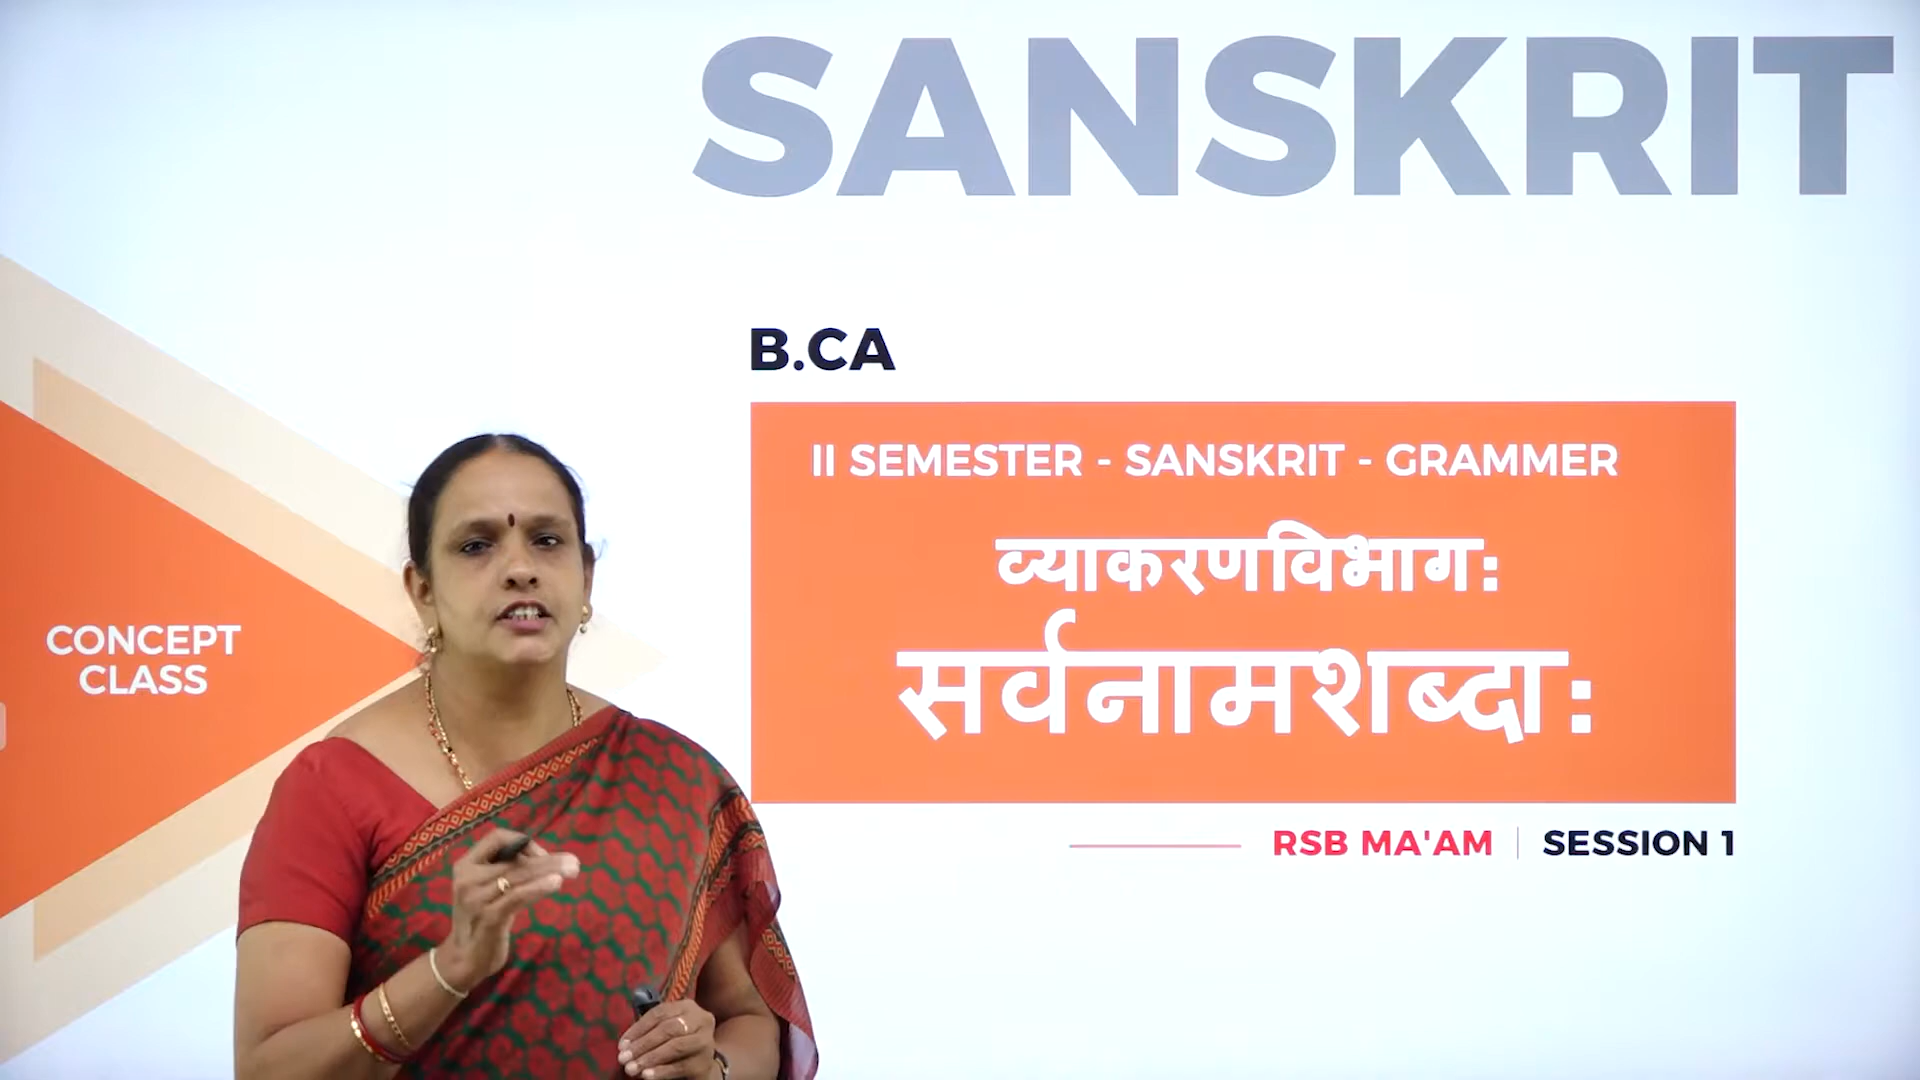 SANSKRIT
B.CA
II SEMESTER - SANSKRIT - GRAMMER
व्याकरणविभाग:
सर्वनामशब्दा:
CONCEPT
CLASS
RSB MA'AM | SESSION 1